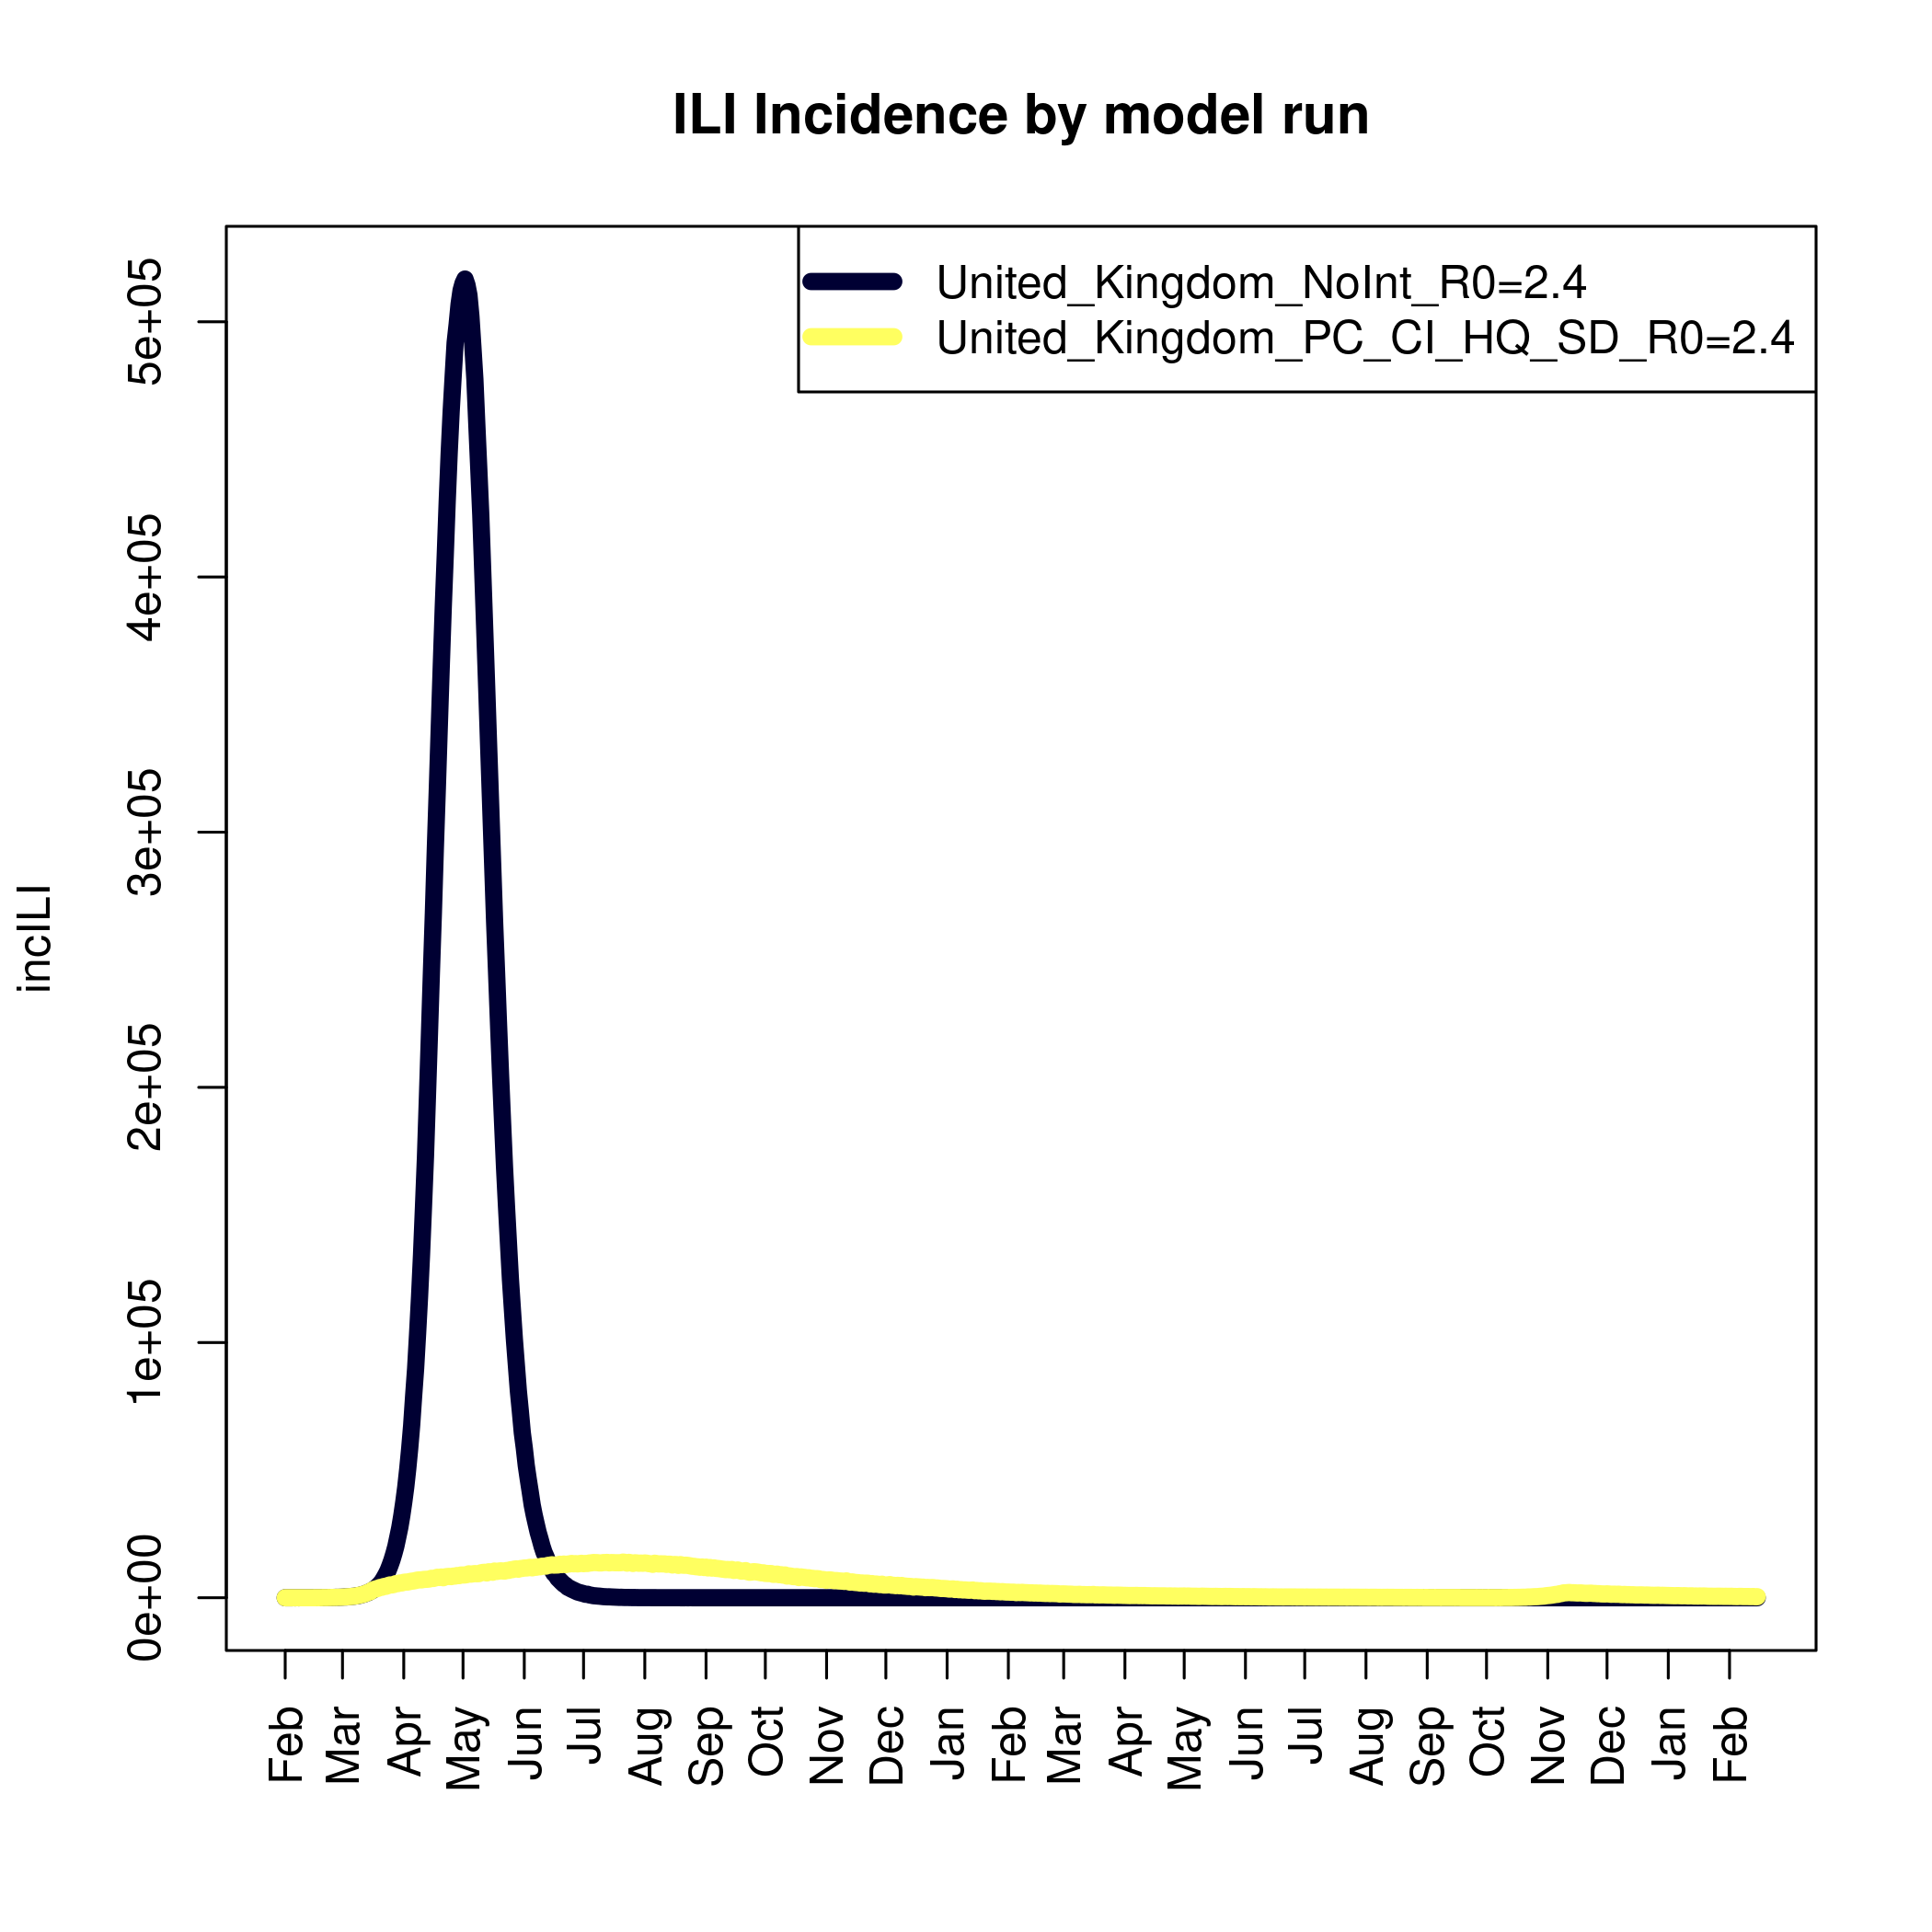 ILI Incidence by model run
United_Kingdom_NoInt_R0=2.4
United_Kingdom_PC_CI_HQ_SD_R0=2.4
incILI
5e+05
4e+05
3e+05
2e+05
1e+05
0e+00
Feb Mar Apr May Jun Jul Aug Sep Oct Nov Dec Jan Feb Mar Apr May Jun Jul Aug Sep Oct Nov Dec Jan Feb